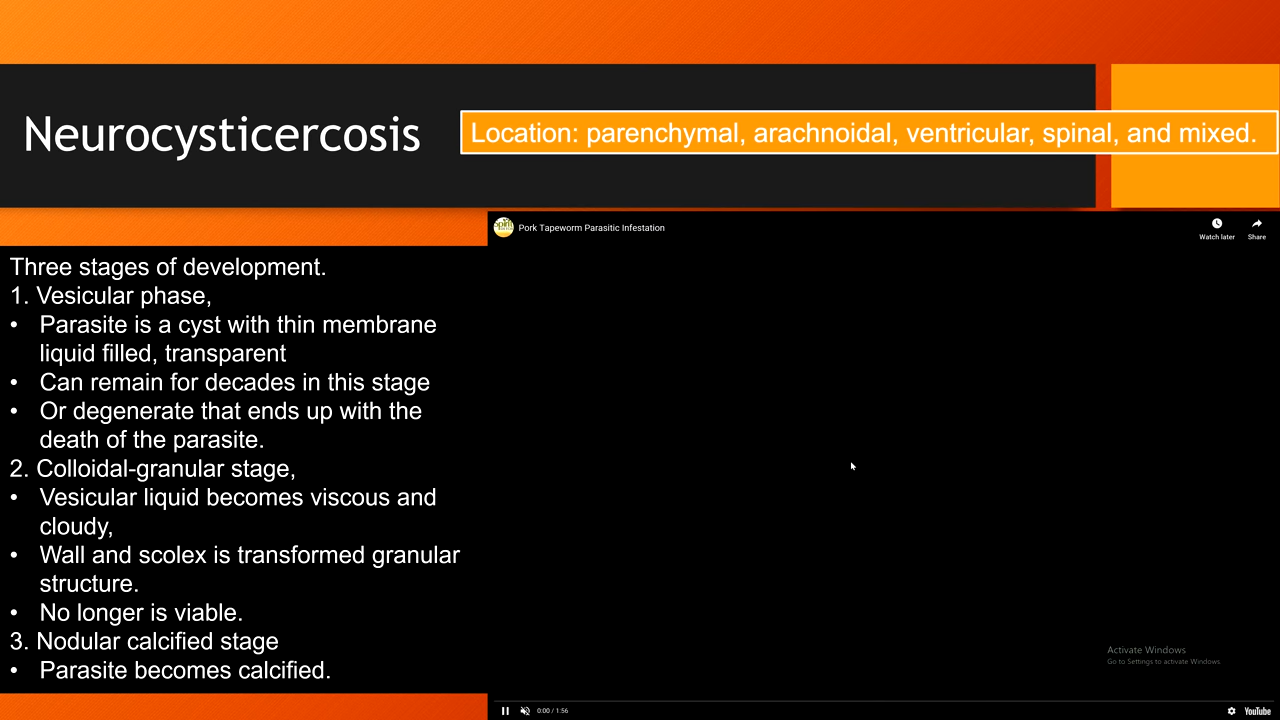 Neurocysticercosis
Location: parenchymal, arachnoidal, ventricular, spinal, and mixed.
Pork Tapeworm Parasitic Infestation
Watch later
Share
Three stages of development.
1. Vesicular phase,
• Parasite is a cyst with thin membrane
liquid filled, transparent
• Can remain for decades in this stage
• Or degenerate that ends up with the
death of the parasite.
2. Colloidal-granular stage,
• Vesicular liquid becomes viscous and
cloudy,
• Wall and scolex is transformed granular
structure.
• No longer is viable.
3. Nodular calcified stage
• Parasite becomes calcified.
Activate Windows
Go to Settings to activate Windows.
0:00 / 1:56
YouTube